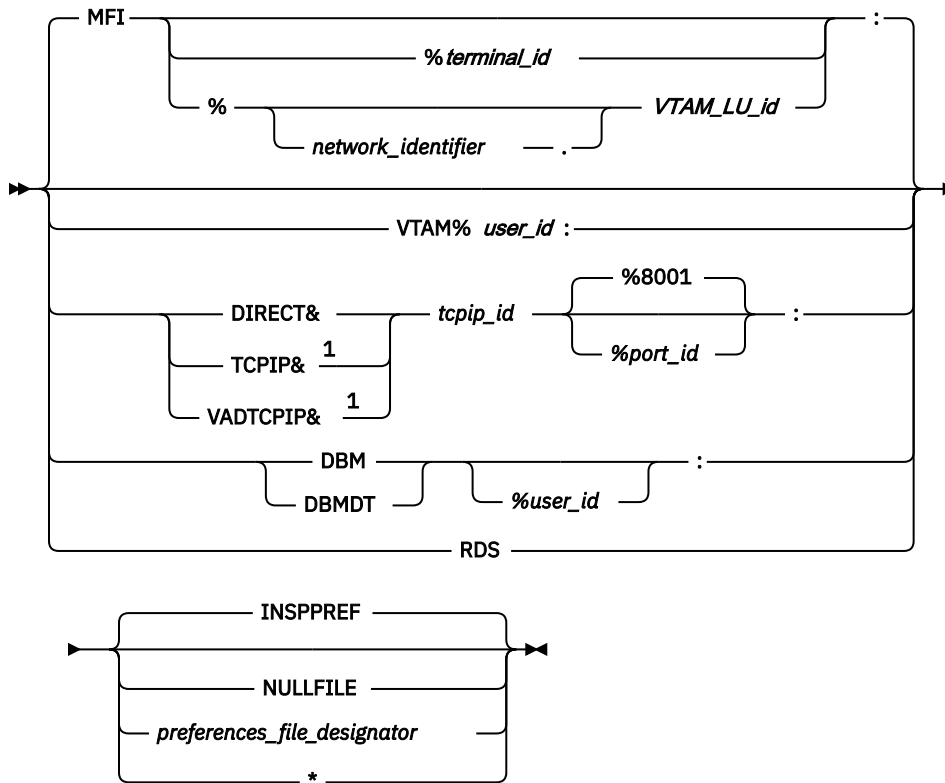 MFI :
%terminal_id
% VTAM_LU_id
network_identifier .
VTAM% user_id :
%8001
DIRECT& tcpip_id :
TCPIP& 1
%port_id
VADTCPIP& 1
DBM :
DBMDT %user_id
RDS
INSPPREF
NULLFILE
preferences_file_designator
*